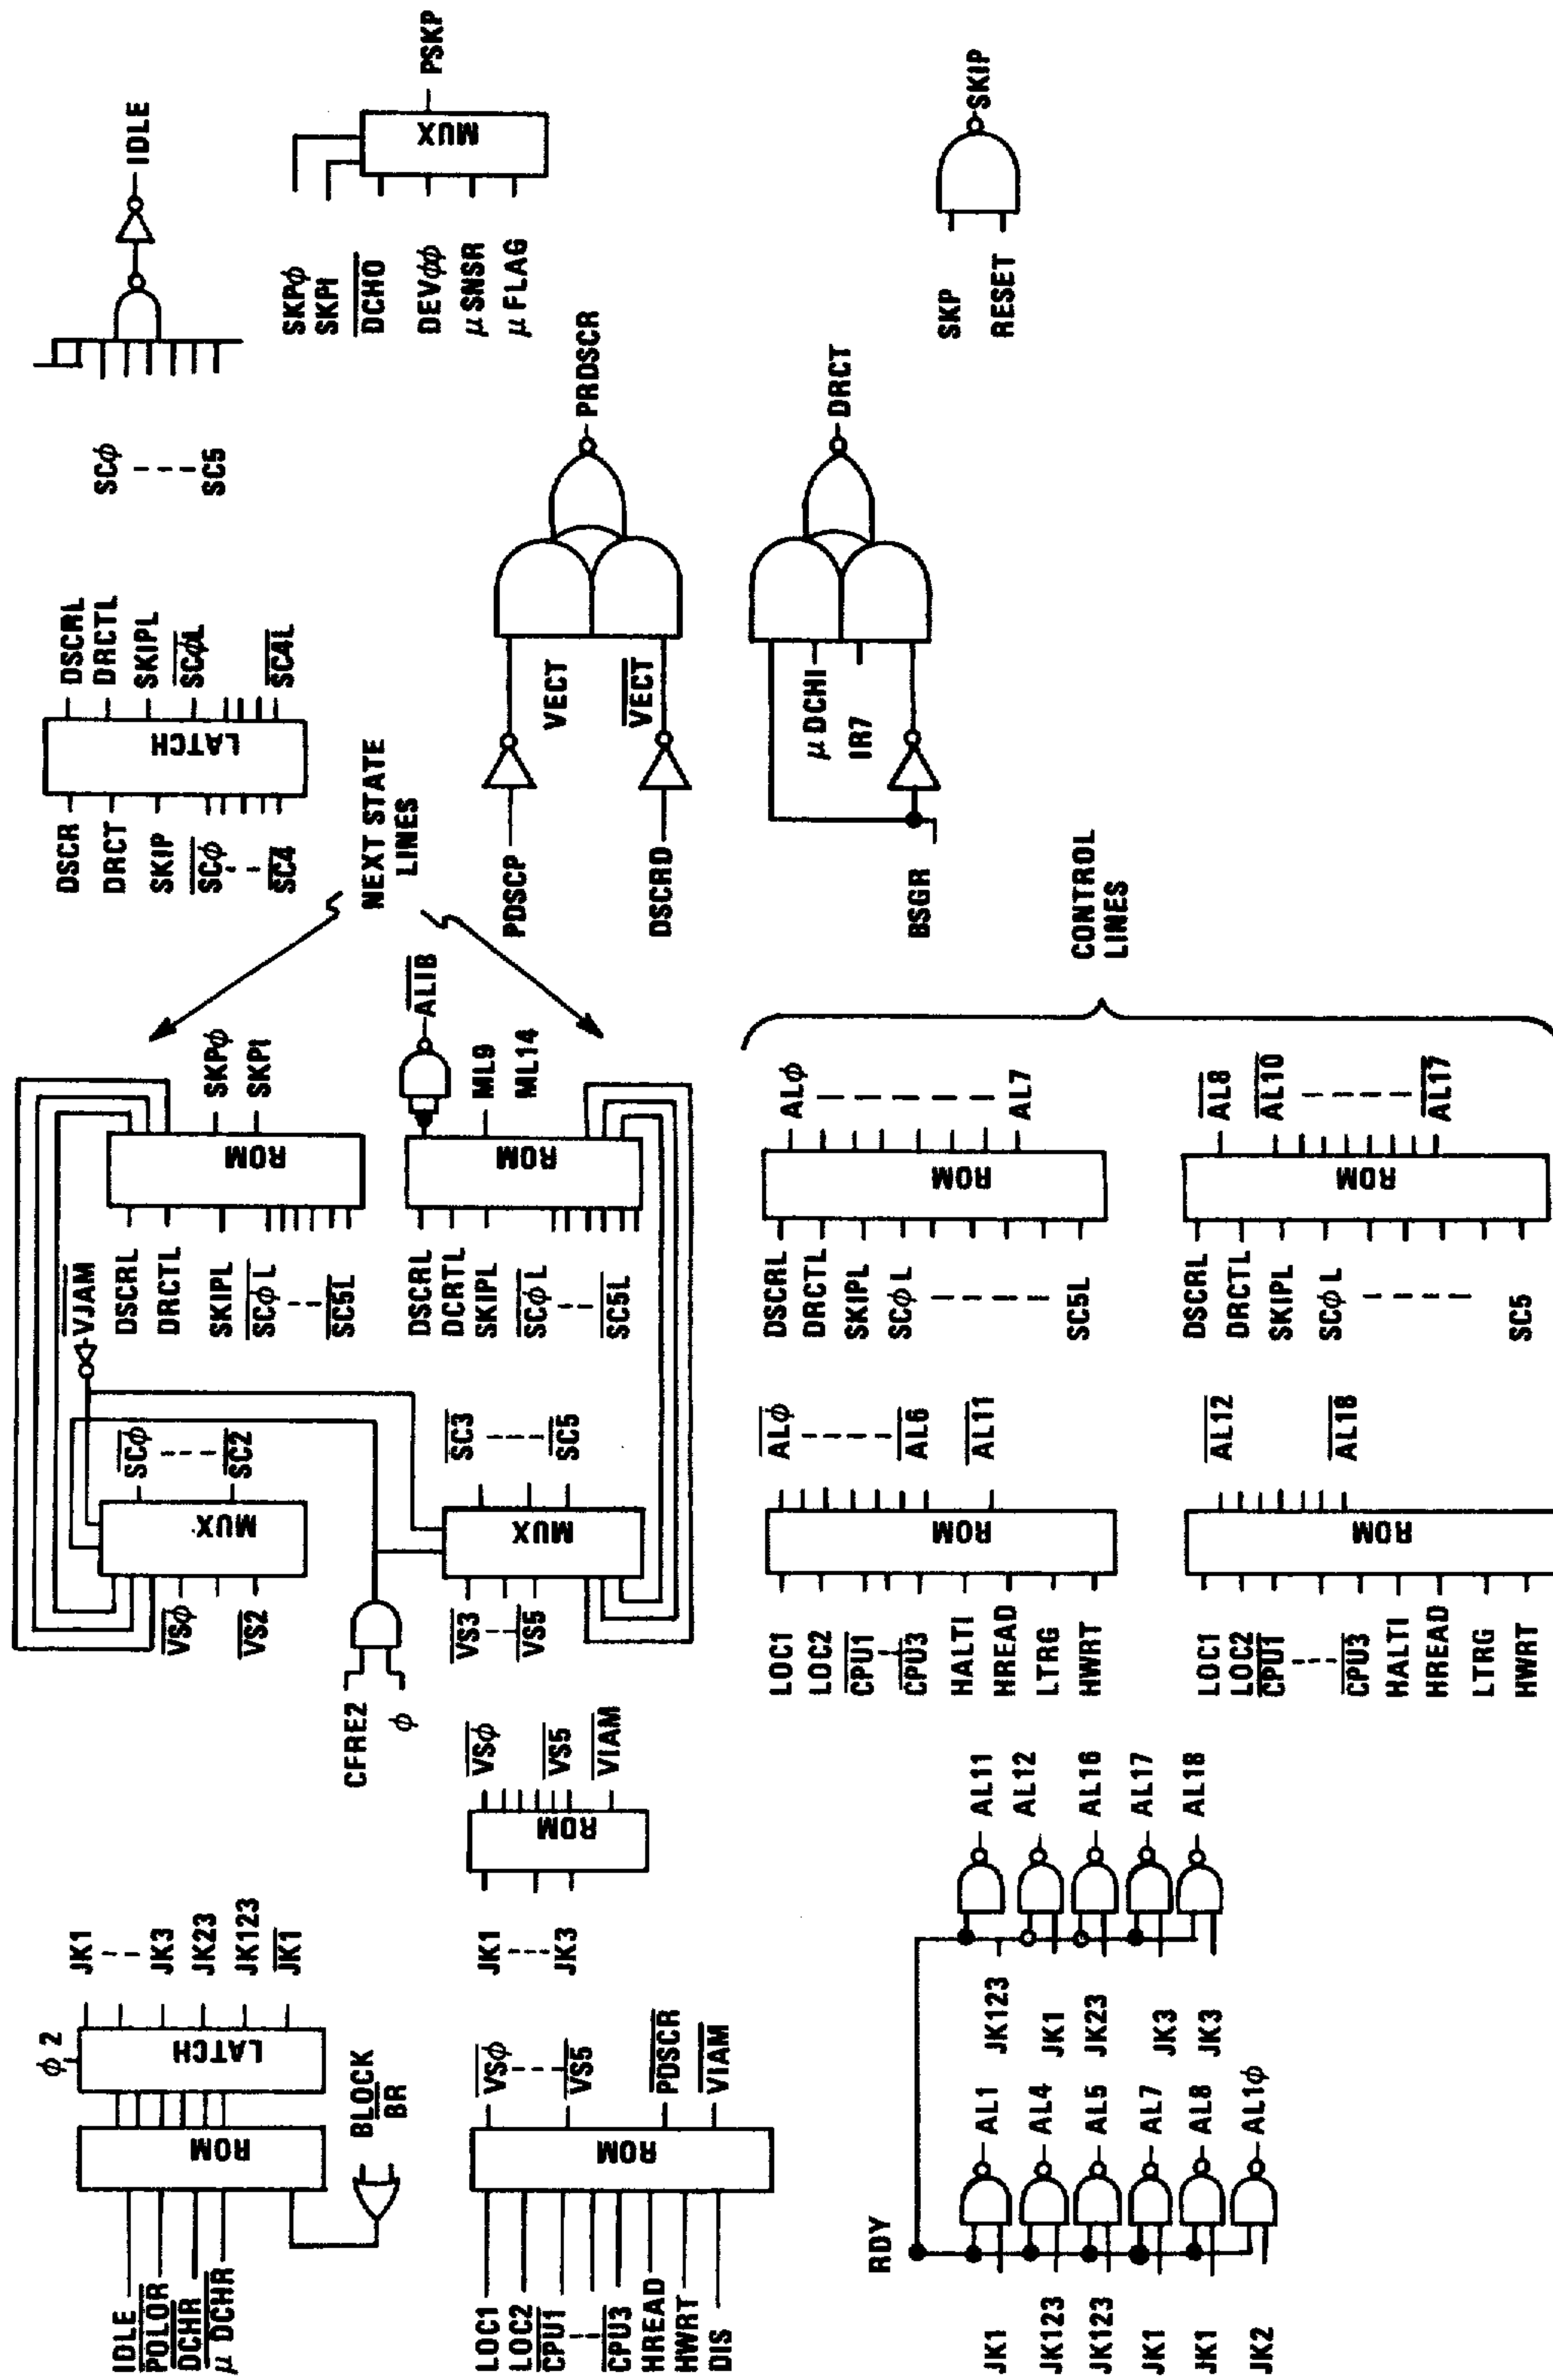 IDLE
POLOR
DCHR
μ DCHR
ROM
φ 2
LATCH
JK1
JK3
JK23
JK123
JK1
BLOCK
BR
LOC1
LOC2
CPU1
CPU3
HREAD
HWRT
DIS
ROM
VSφ
VS5
PDSCR
VIAM
JK1
JK3
ROM
VSφ
VS5
VIAM
RDY
JK1
JK123
JK123
JK1
JK1
JK2
AL1
AL4
AL5
AL7
AL8
AL1φ
JK123
JK1
JK23
JK3
JK3
AL11
AL12
AL16
AL17
AL18
CFRE2
φ
VSφ
VS2
MUX
SCφ
SC2
VJAM
VS3
VS5
MUX
SC3
SC5
DSCRL
DRCTL
SKIPL
SCφ L
SC5L
ROM
SKPφ
SKP1
DSCRL
DCRTL
SKIPL
SCφ L
SC5L
ROM
ALIB
ML9
ML14
NEXT STATE
LINES
LOC1
LOC2
CPU1
CPU3
HALTI
HREAD
LTRG
HWRT
ROM
ALφ
AL6
AL11
DSCRL
DRCTL
SKIPL
SCφ L
SC5L
ROM
ALφ
AL7
LOC1
LOC2
CPU1
CPU3
HALTI
HREAD
LTRG
HWRT
ROM
AL12
AL18
DSCRL
DRCTL
SKIPL
SCφ L
SC5
ROM
AL8
AL10
AL17
CONTROL
LINES
DSCR
DRCT
SKIP
SCφ
SC4
LATCH
DSCRL
DRCTL
SKIPL
SCφL
SC4L
SCφ
SC5
IDLE
PDSCP
VECT
VECT
DSCRD
PRDSCR
SKPφ
SKPI
DCHO
DEVφφ
μSNSR
μFLAG
MUX
PSKP
BSGR
μDCHI
IR7
DRCT
SKP
RESET
SKIP